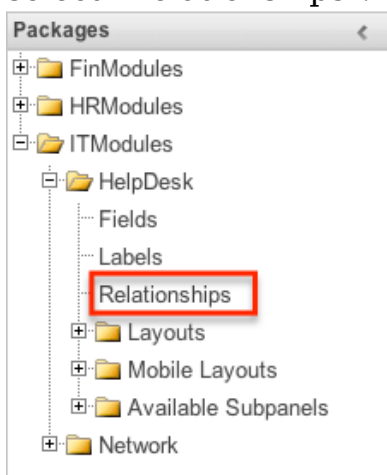 Packages <
FinModules
HRModules
ITModules
HelpDesk
Fields
Labels
Relationships
Layouts
Mobile Layouts
Available Subpanels
Network